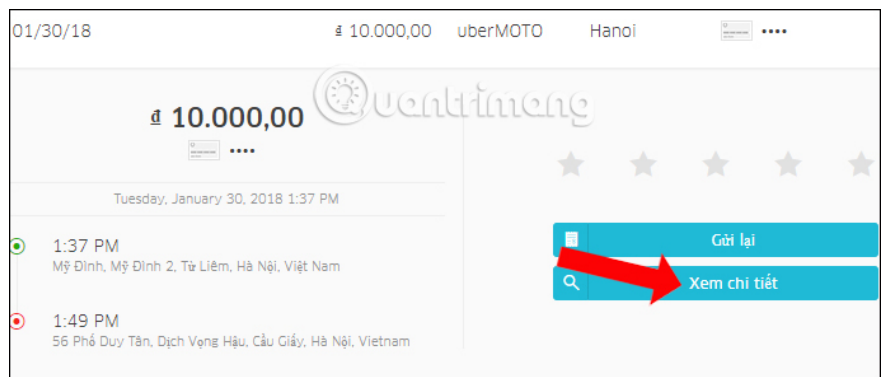 01/30/18 ₫ 10.000,00 uberMOTO Hanoi ••••
Quantrimang
₫ 10.000,00
••••
Tuesday, January 30, 2018 1:37 PM
1:37 PM
Mỹ Đình, Mỹ Đình 2, Từ Liêm, Hà Nội, Việt Nam
1:49 PM
56 Phố Duy Tân, Dịch Vọng Hậu, Cầu Giấy, Hà Nội, Vietnam
Gửi lại
Xem chi tiết